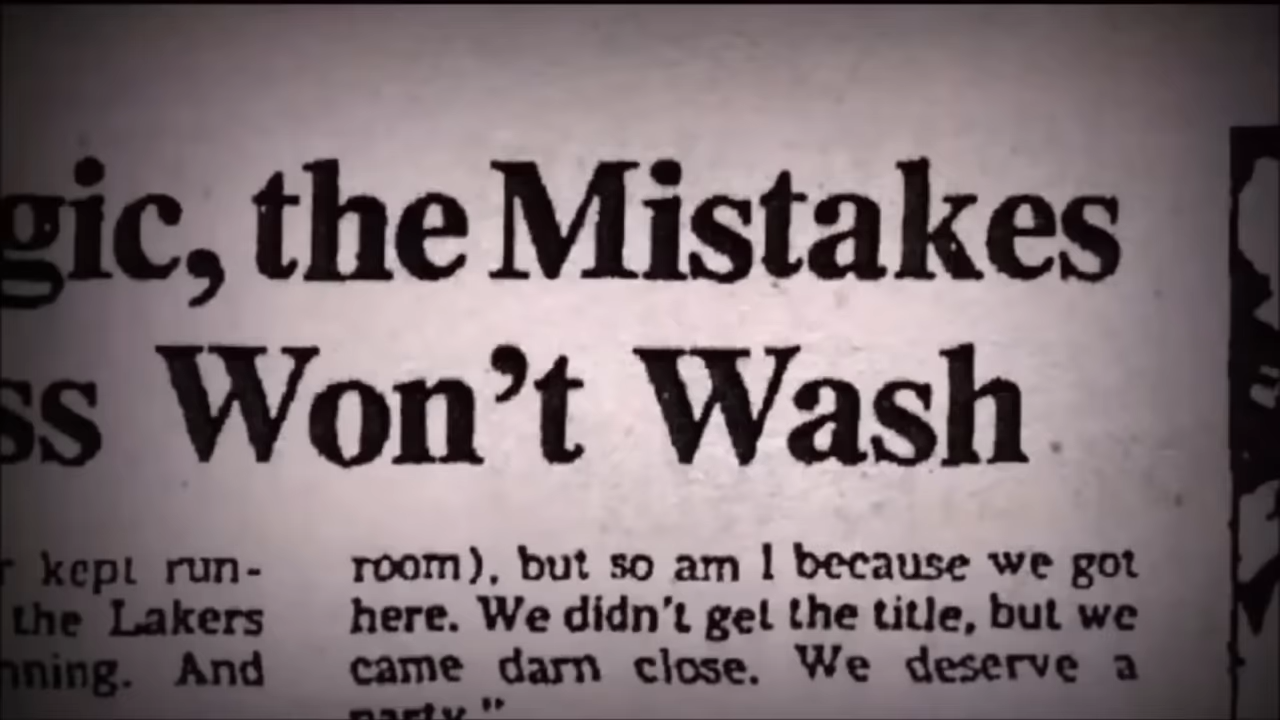 gic, the Mistakes
ss Won't Wash
r kept run-
the Lakers
nning. And
room), but so am I because we got
here. We didn't get the title, but we
came darn close. We deserve a
party."